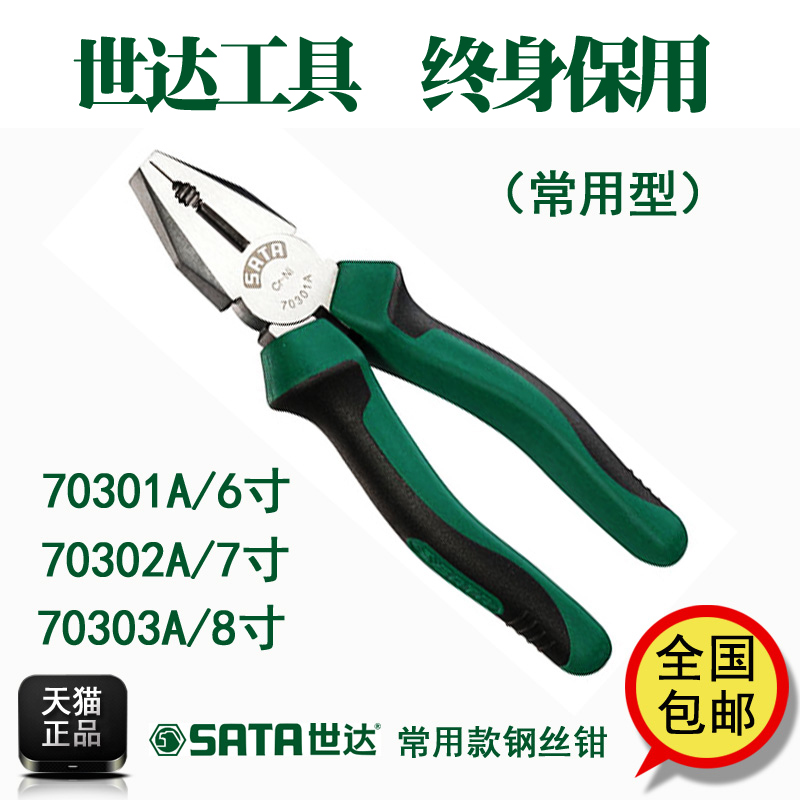 世达工具 终身保用
（常用型）
SATA
Cr-Ni
70301A
70301A/6寸
70302A/7寸
70303A/8寸
全国
包邮
天猫
正品
SATA世达® 常用款钢丝钳